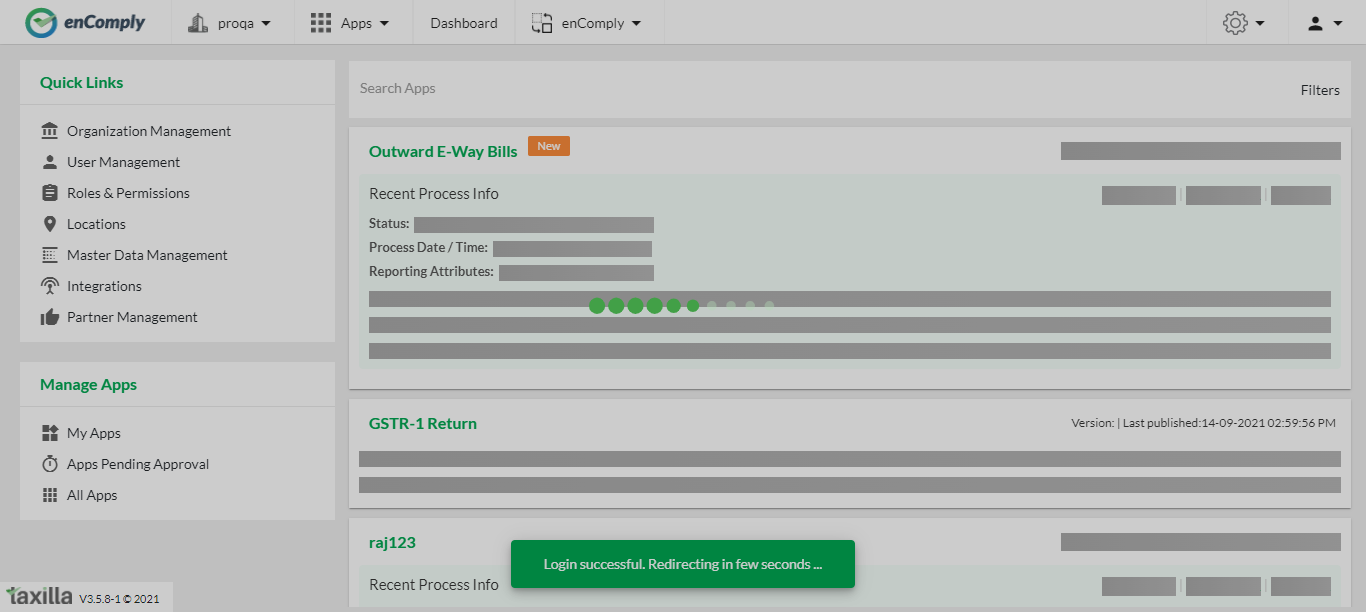 enComply
proqa
Apps
Dashboard
enComply
Quick Links
Organization Management
User Management
Roles & Permissions
Locations
Master Data Management
Integrations
Partner Management
Manage Apps
My Apps
Apps Pending Approval
All Apps
Search Apps
Filters
Outward E-Way Bills
New
Recent Process Info
Status:
Process Date / Time:
Reporting Attributes:
GSTR-1 Return
Version: | Last published:14-09-2021 02:59:56 PM
raj123
Recent Process Info
Login successful. Redirecting in few seconds ...
taxilla V3.5.8-1 © 2021